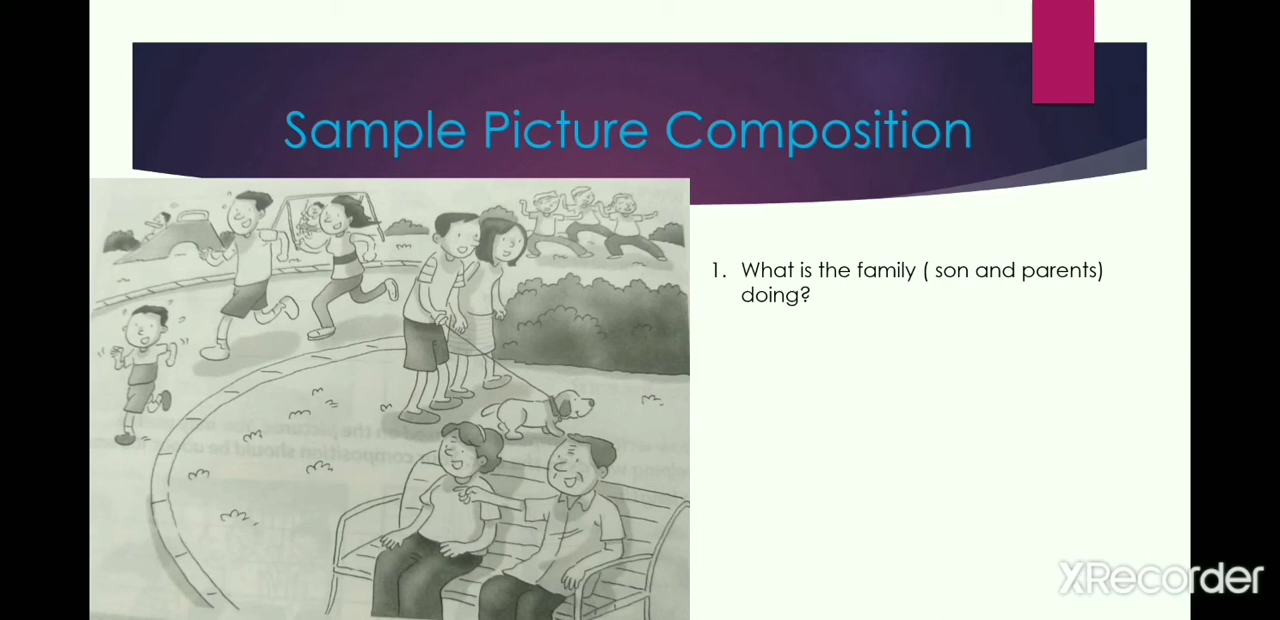 Sample Picture Composition
1. What is the family ( son and parents)
doing?
XRecorder